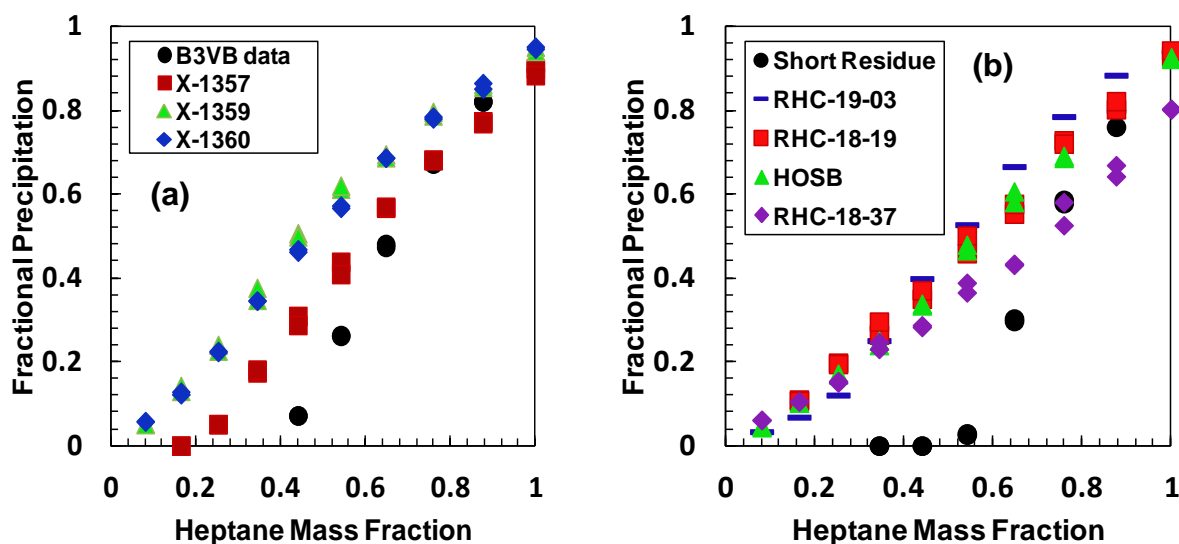 1
0.8
0.6
0.4
0.2
0
0
0.2
0.4
0.6
0.8
1
Fractional Precipitation
Heptane Mass Fraction
B3VB data
X-1357
X-1359
X-1360
(a)
1
0.8
0.6
0.4
0.2
0
0
0.2
0.4
0.6
0.8
1
Fractional Precipitation
Heptane Mass Fraction
Short Residue
RHC-19-03
RHC-18-19
HOSB
RHC-18-37
(b)